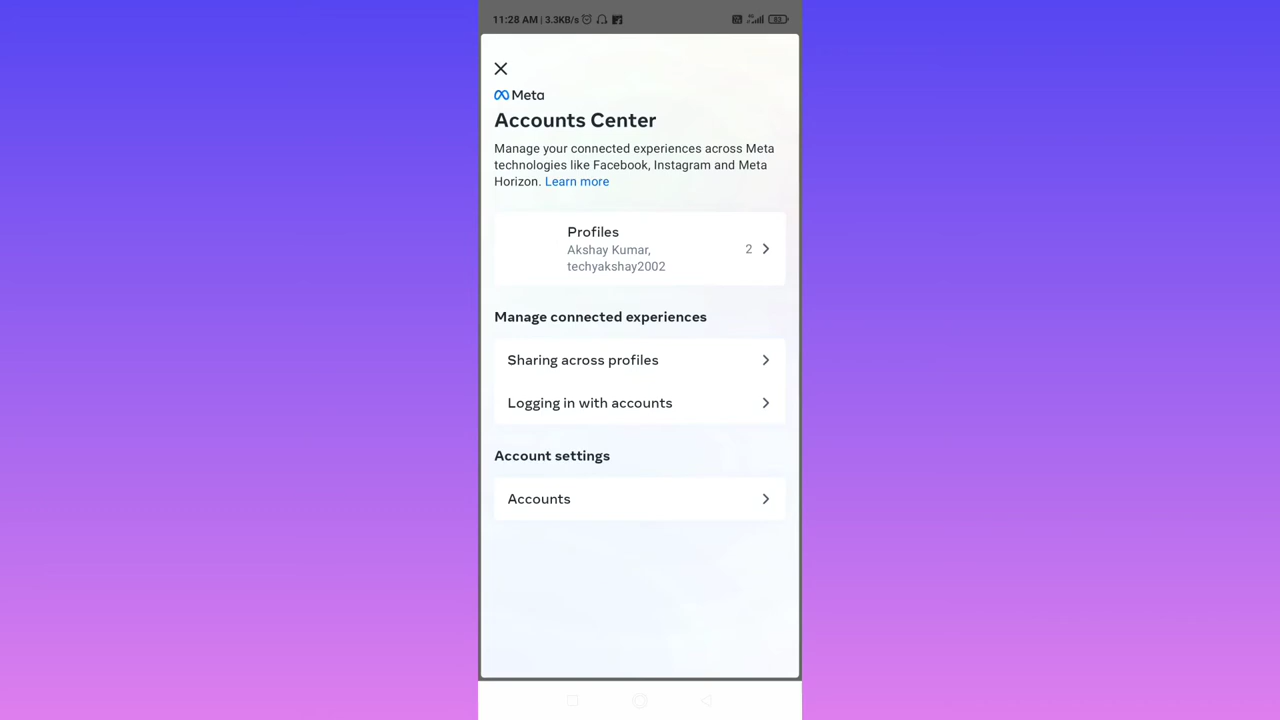 11:28 AM | 3.3KB/s
83
Meta
Accounts Center
Manage your connected experiences across Meta
technologies like Facebook, Instagram and Meta
Horizon. Learn more
Profiles
Akshay Kumar,
techyakshay2002
2
Manage connected experiences
Sharing across profiles
Logging in with accounts
Account settings
Accounts